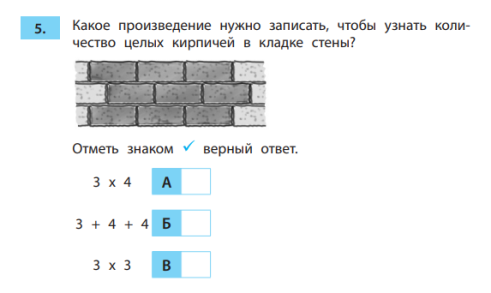 5. Какое произведение нужно записать, чтобы узнать коли-
чество целых кирпичей в кладке стены?
Отметь знаком ✓ верный ответ.
3 х 4 А
3 + 4 + 4 Б
3 х 3 В